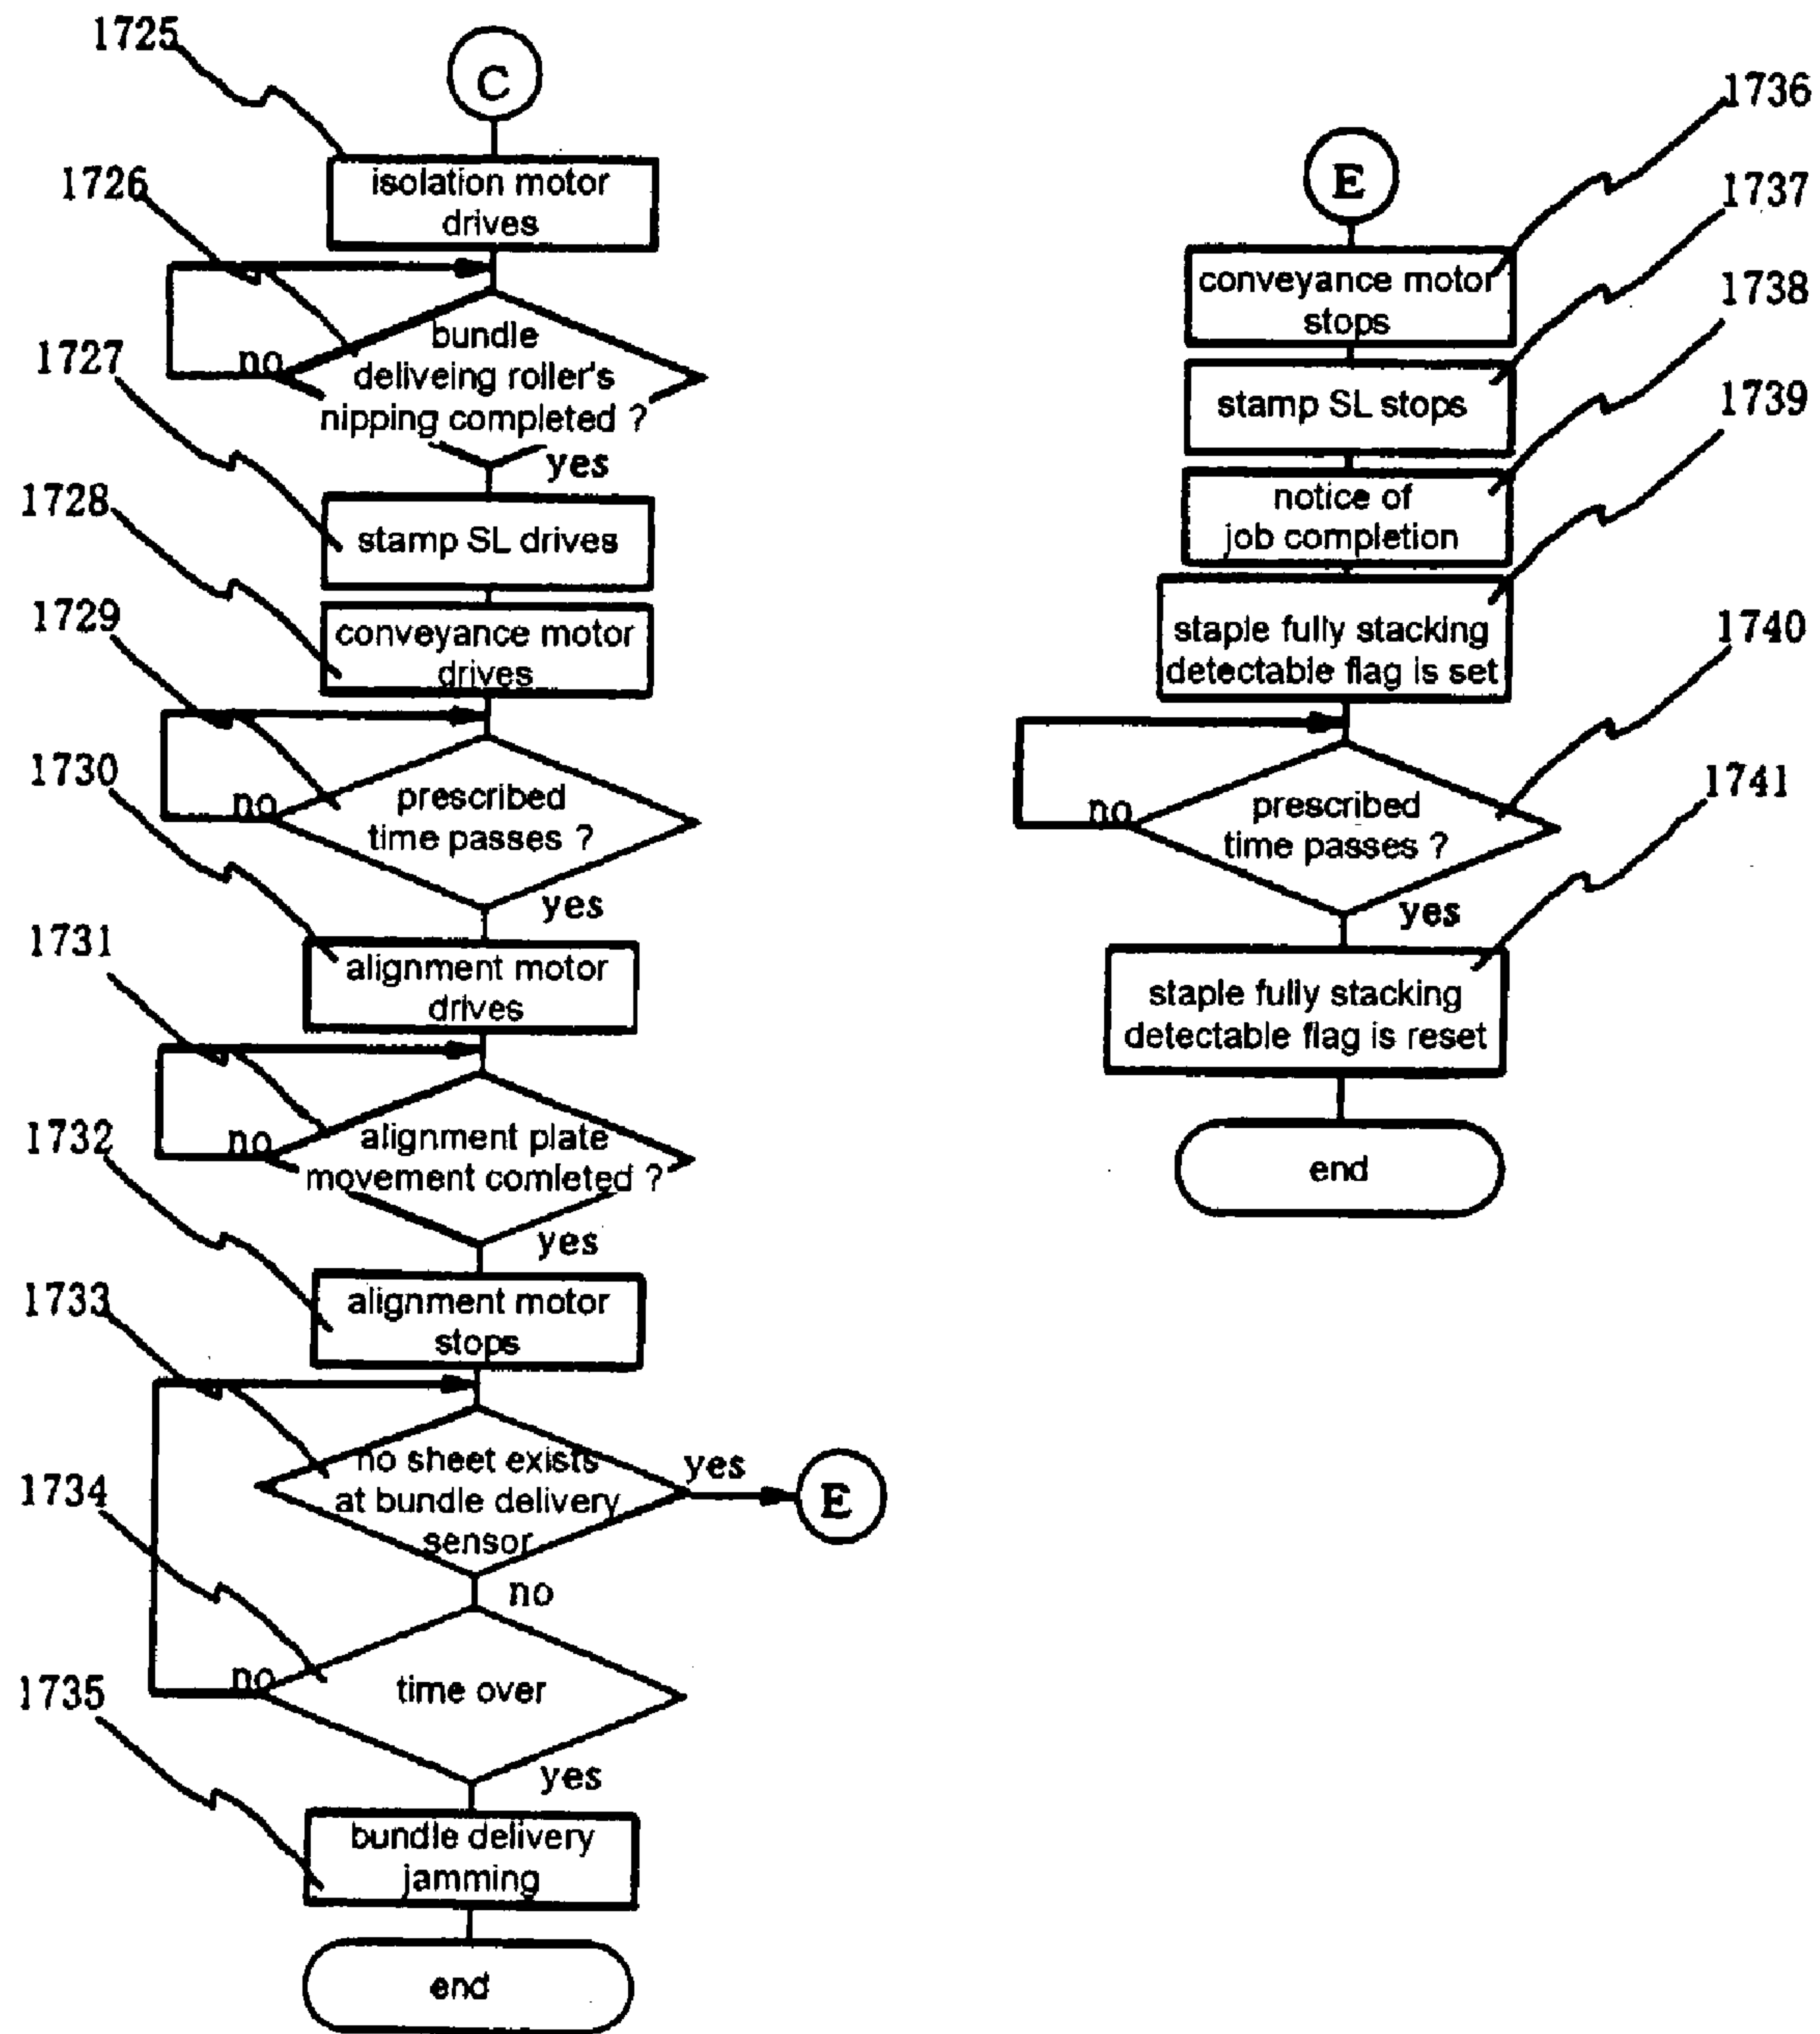 1725
C
isolation motor
drives
1726
bundle
deliveing roller's
nipping completed ?
no
yes
1727
stamp SL drives
1728
conveyance motor
drives
1729
prescribed
time passes ?
no
yes
1730
alignment motor
drives
1731
alignment plate
movement comleted ?
no
yes
1732
alignment motor
stops
1733
no sheet exists
at bundle delivery
sensor
yes
E
no
1734
time over
no
yes
1735
bundle delivery
jamming
end
E
1736
conveyance motor
stops
1737
stamp SL stops
1738
notice of
job completion
1739
staple fully stacking
detectable flag is set
1740
prescribed
time passes ?
no
yes
1741
staple fully stacking
detectable flag is reset
end